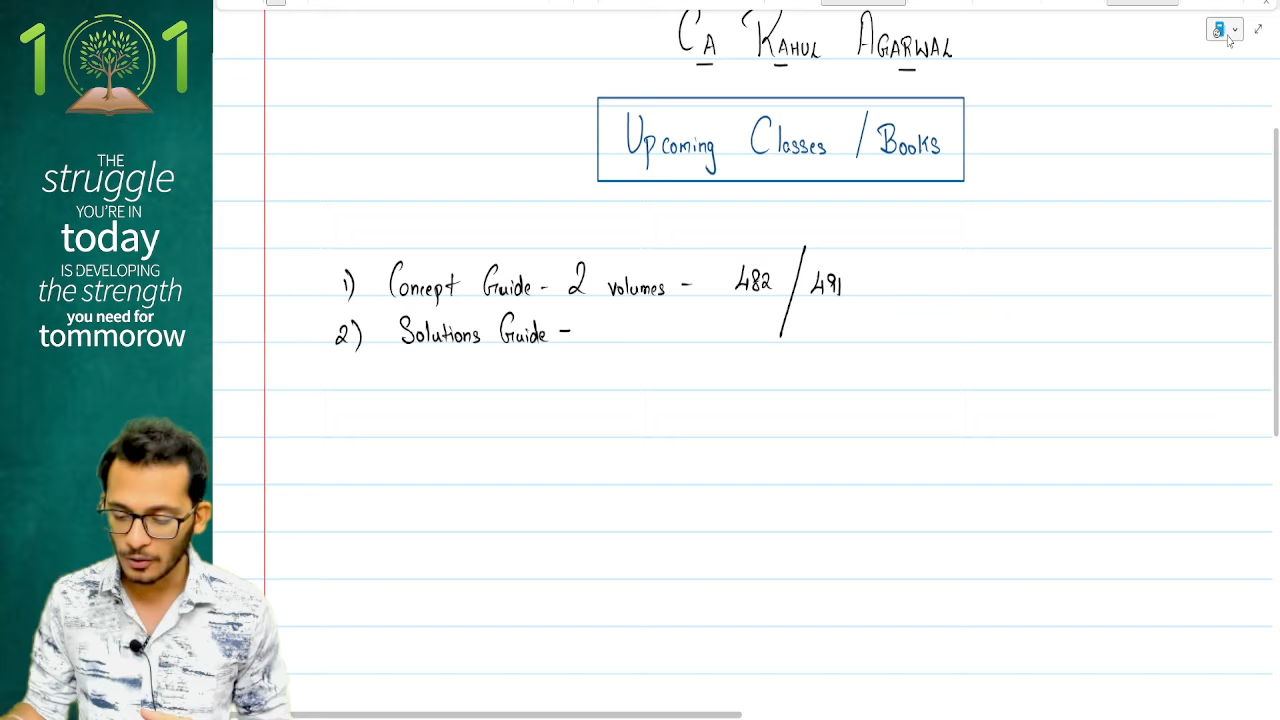 101
THE
struggle
YOU'RE IN
today
IS DEVELOPING
the strength
you need for
tommorow
CA RAHUL AGARWAL
Upcoming Classes / Books
1) Concept Guide - 2 volumes - 482 / 491
2) Solutions Guide -